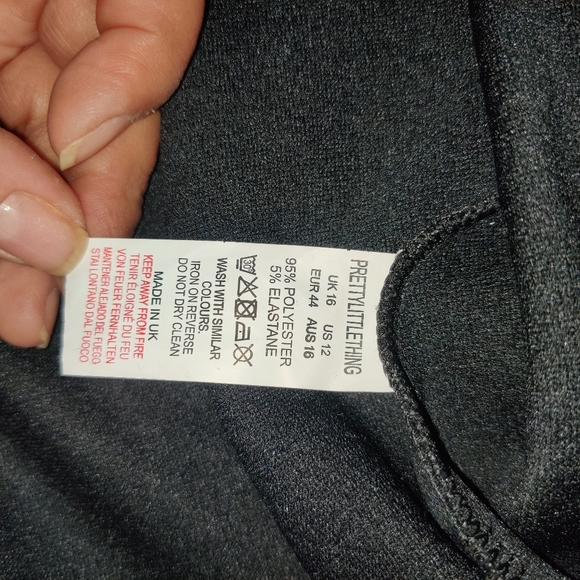 PRETTYLITTLETHING
UK 16 US 12
EUR 44 AUS 16
95% POLYESTER
5% ELASTANE
30
WASH WITH SIMILAR
COLOURS.
IRON ON REVERSE
DO NOT DRY CLEAN
MADE IN UK
KEEP AWAY FROM FIRE
TENIR ÉLOIGNÉ DU FEU
VON FEUER FERNHALTEN
MANTENER ALEJADO DEL FUEGO
STAI LONTANO DAL FUOCO